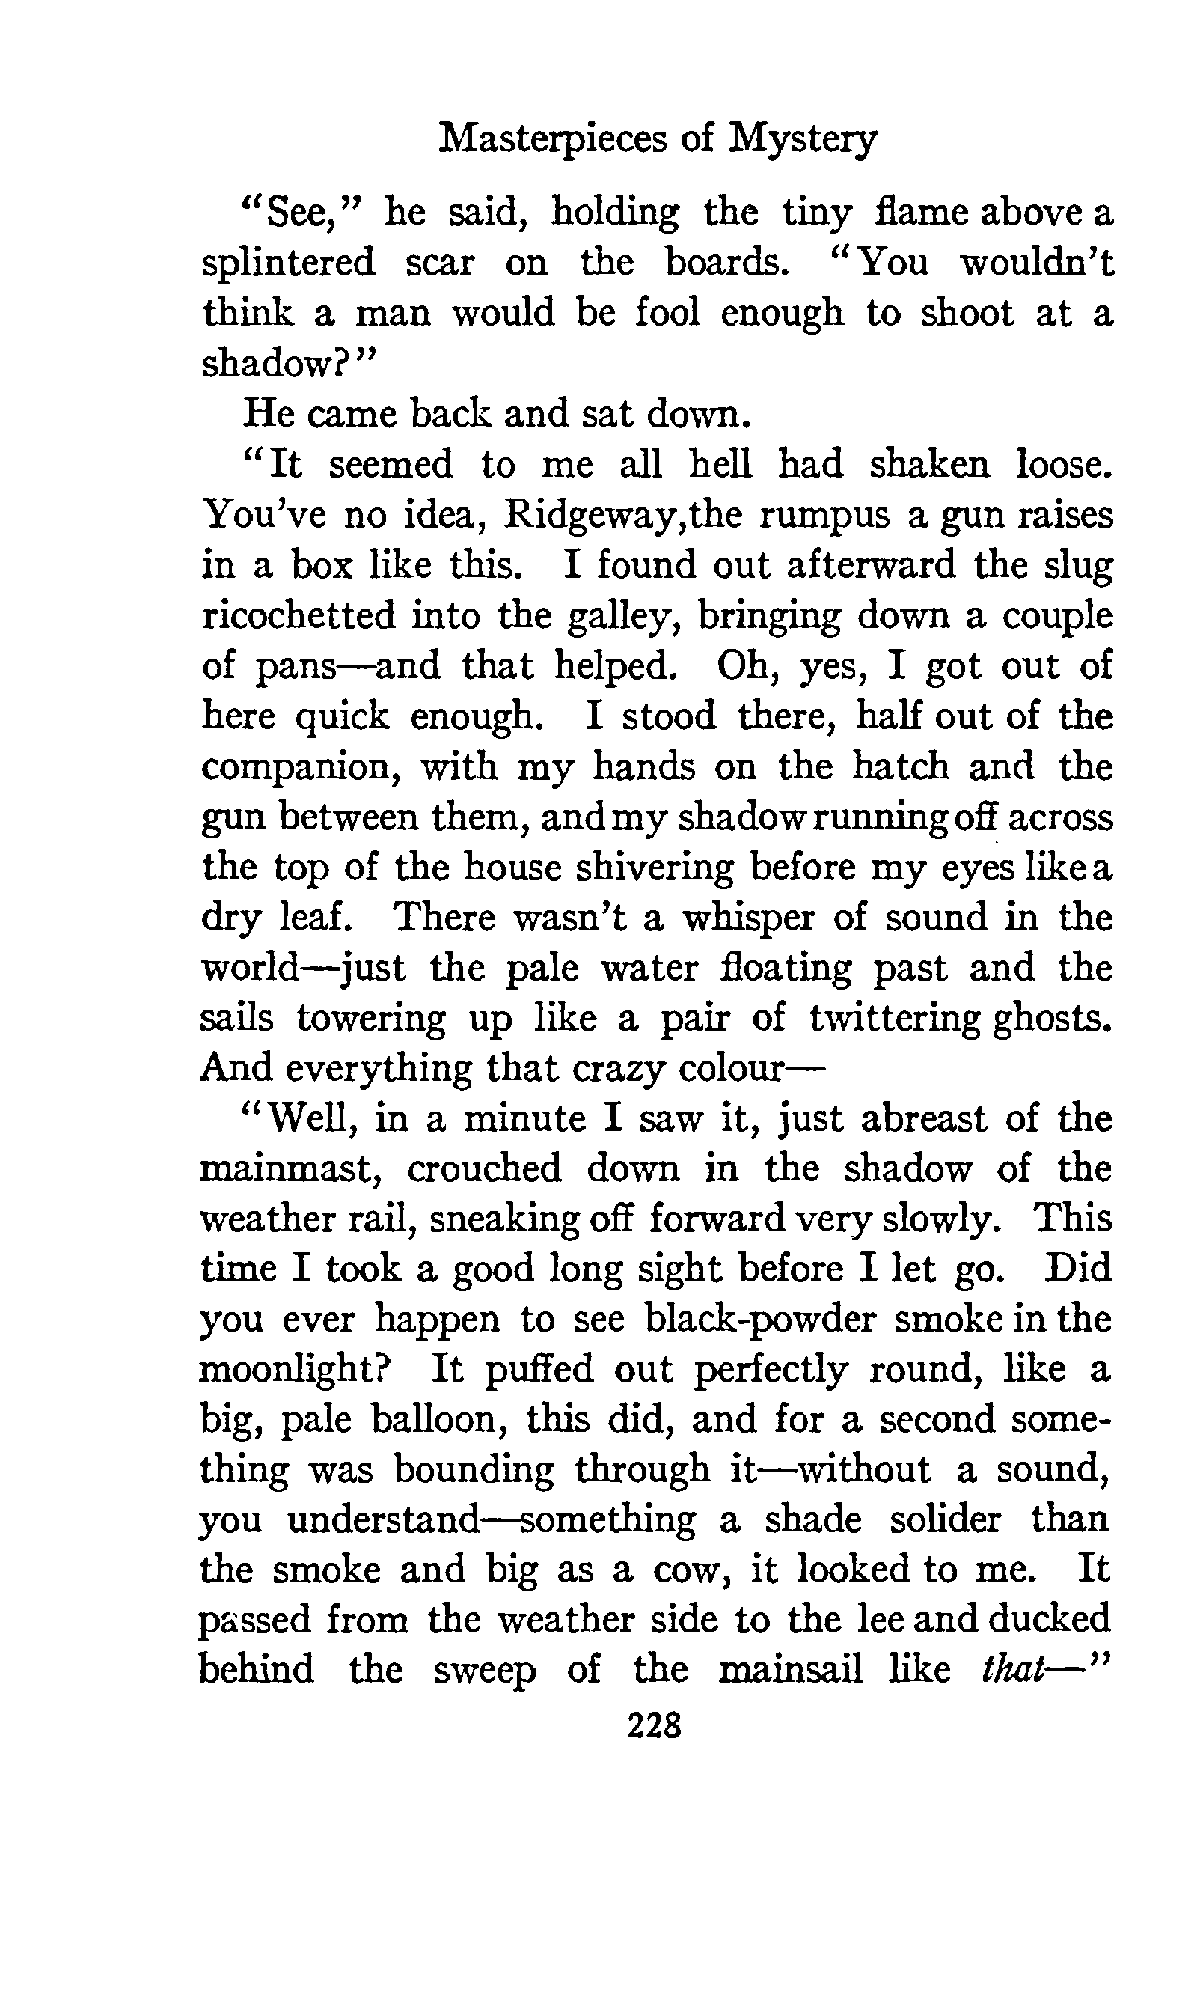 Masterpieces of Mystery
"See," he said, holding the tiny flame above a
splintered scar on the boards. "You wouldn't
think a man would be fool enough to shoot at a
shadow?"
He came back and sat down.
"It seemed to me all hell had shaken loose.
You've no idea, Ridgeway,the rumpus a gun raises
in a box like this. I found out afterward the slug
ricochetted into the galley, bringing down a couple
of pans—and that helped. Oh, yes, I got out of
here quick enough. I stood there, half out of the
companion, with my hands on the hatch and the
gun between them, and my shadow running off across
the top of the house shivering before my eyes like a
dry leaf. There wasn't a whisper of sound in the
world—just the pale water floating past and the
sails towering up like a pair of twittering ghosts.
And everything that crazy colour—
"Well, in a minute I saw it, just abreast of the
mainmast, crouched down in the shadow of the
weather rail, sneaking off forward very slowly. This
time I took a good long sight before I let go. Did
you ever happen to see black-powder smoke in the
moonlight? It puffed out perfectly round, like a
big, pale balloon, this did, and for a second some-
thing was bounding through it—without a sound,
you understand—something a shade solider than
the smoke and big as a cow, it looked to me. It
passed from the weather side to the lee and ducked
behind the sweep of the mainsail like that—"
228